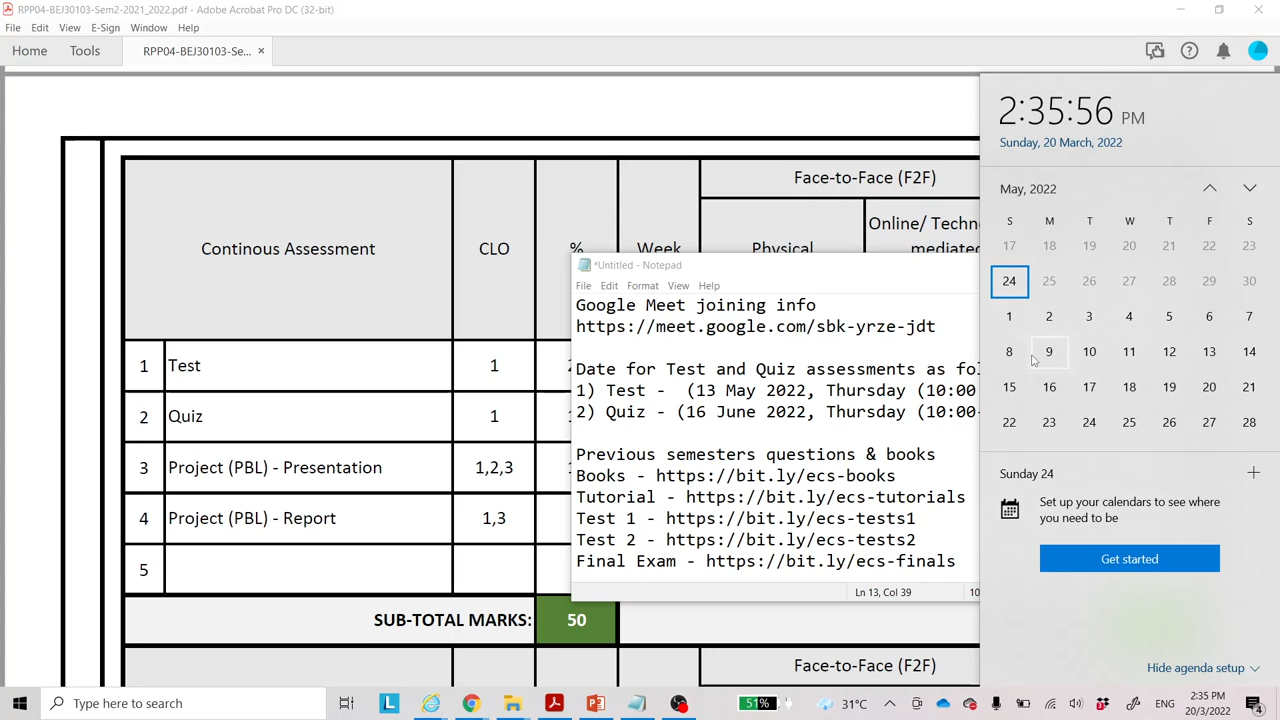 RPP04-BEJ30103-Sem2-2021_2022.pdf - Adobe Acrobat Pro DC (32-bit)
File Edit View E-Sign Window Help
Home Tools RPP04-BEJ30103-Se... ×
Continous Assessment CLO % Week Face-to-Face (F2F)
Physical Online/ Techn
mediated
1 Test 1
2 Quiz 1
3 Project (PBL) - Presentation 1,2,3
4 Project (PBL) - Report 1,3
5
SUB-TOTAL MARKS: 50
Face-to-Face (F2F)
*Untitled - Notepad
File Edit Format View Help
Google Meet joining info
https://meet.google.com/sbk-yrze-jdt
Date for Test and Quiz assessments as fol
1) Test - (13 May 2022, Thursday (10:00
2) Quiz - (16 June 2022, Thursday (10:00-
Previous semesters questions & books
Books - https://bit.ly/ecs-books
Tutorial - https://bit.ly/ecs-tutorials
Test 1 - https://bit.ly/ecs-tests1
Test 2 - https://bit.ly/ecs-tests2
Final Exam - https://bit.ly/ecs-finals
Ln 13, Col 39 10
2:35:56 PM
Sunday, 20 March, 2022
May, 2022
S M T W T F S
17 18 19 20 21 22 23
24 25 26 27 28 29 30
1 2 3 4 5 6 7
8 9 10 11 12 13 14
15 16 17 18 19 20 21
22 23 24 25 26 27 28
Sunday 24
Set up your calendars to see where
you need to be
Get started
Hide agenda setup
Type here to search
51%
31°C
ENG
2:35 PM
20/3/2022
4